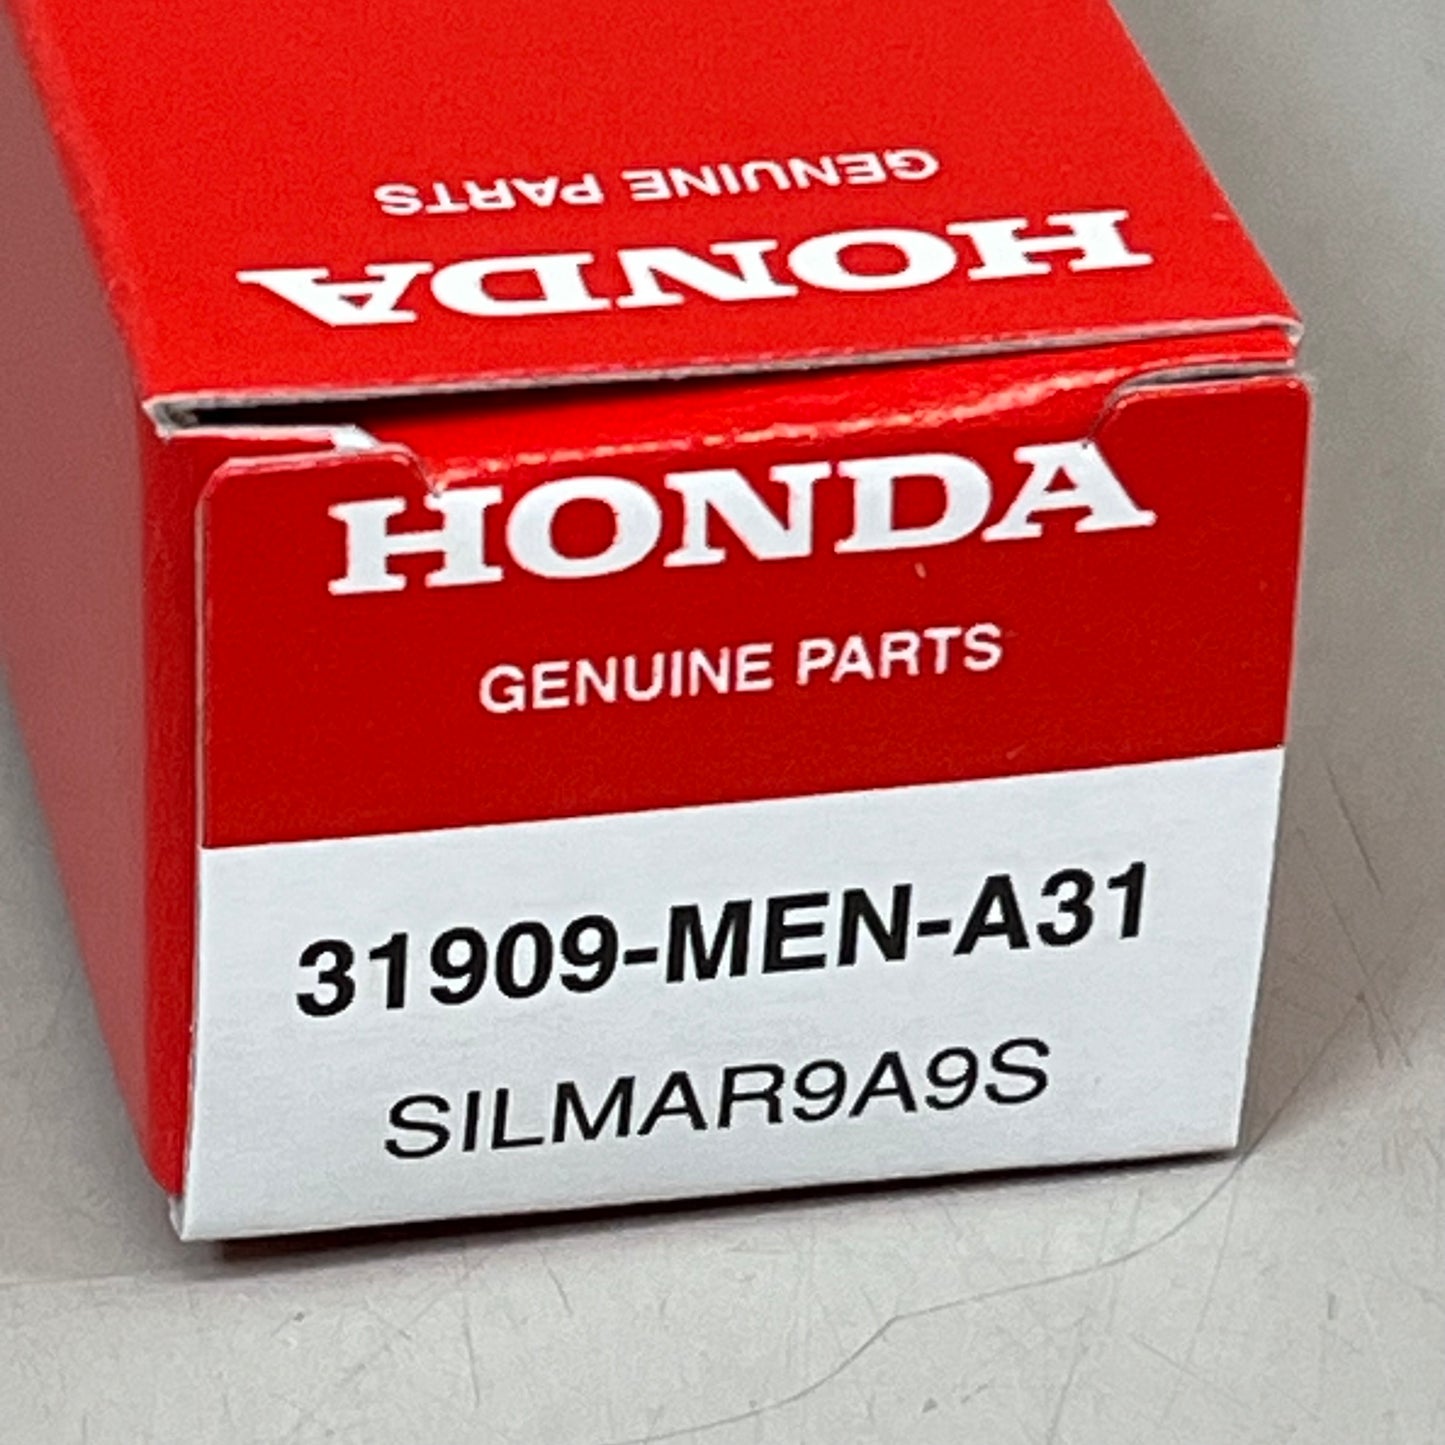 GENUINE PARTS
HONDA
HONDA
GENUINE PARTS
31909-MEN-A31
SILMAR9A9S